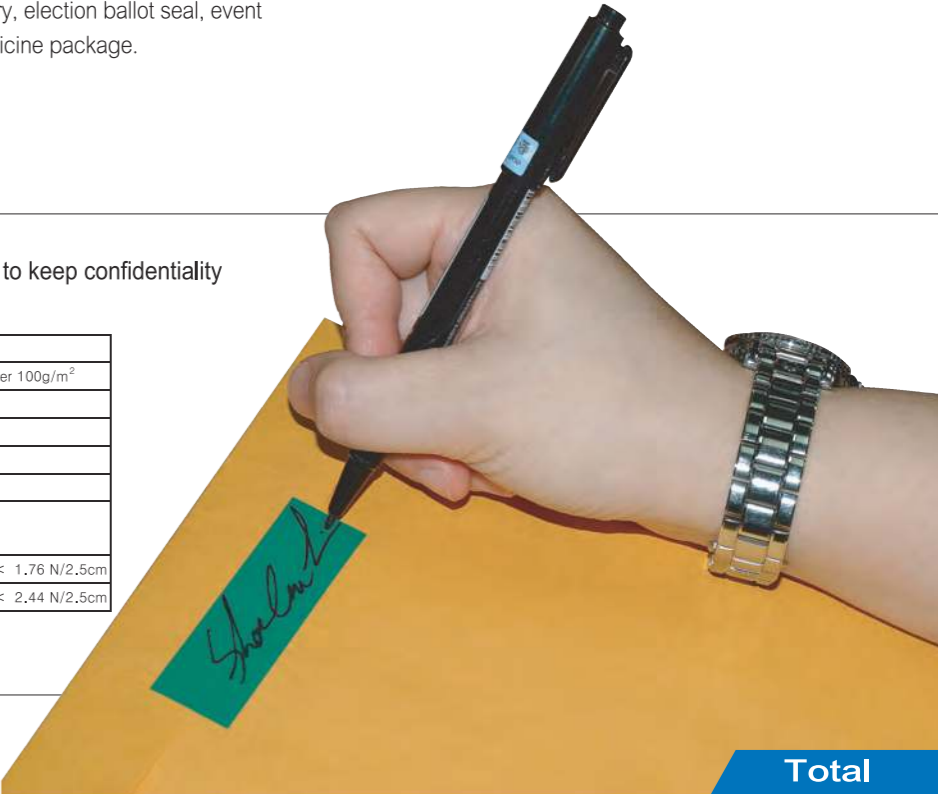 ry, election ballot seal, event
icine package.
to keep confidentiality
er 100g/m²
< 1.76 N/2.5cm
< 2.44 N/2.5cm
Total